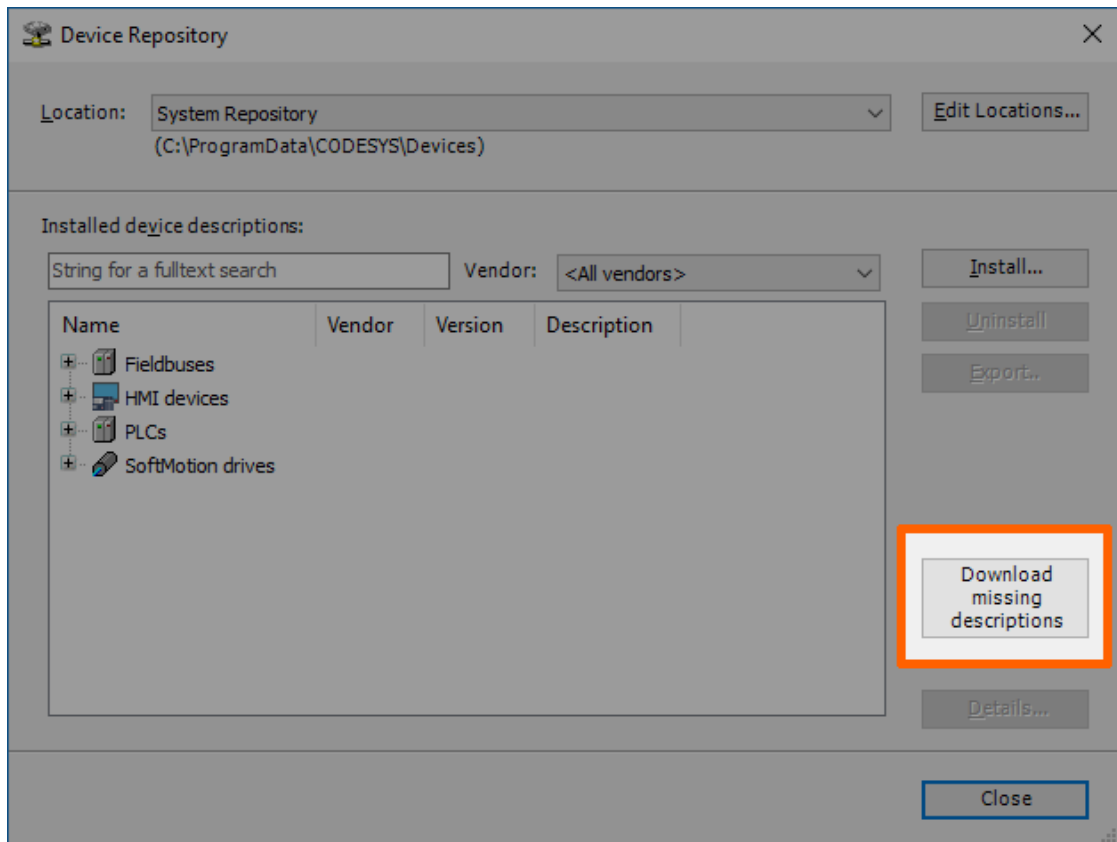 Device Repository
Location: System Repository Edit Locations...
(C:\ProgramData\CODESYS\Devices)
Installed device descriptions:
String for a fulltext search Vendor: <All vendors> Install...
Name Vendor Version Description Uninstall
Fieldbuses Export..
HMI devices
PLCs
SoftMotion drives
Download
missing
descriptions
Details...
Close